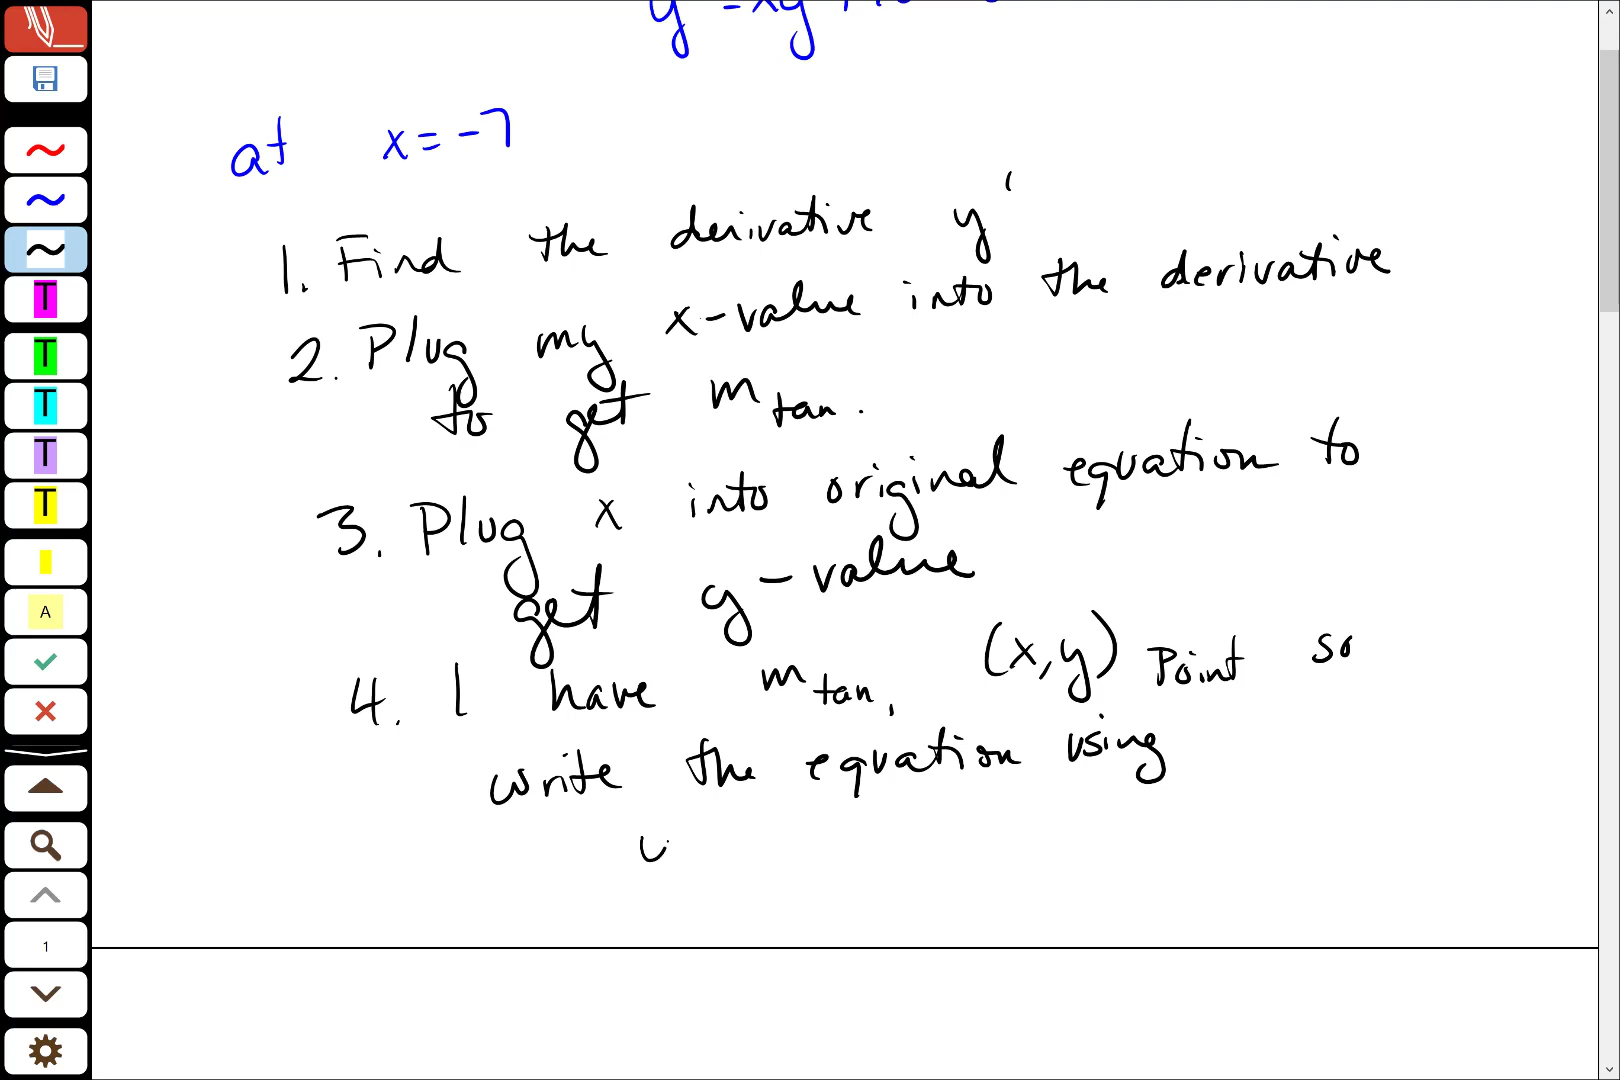 at x = -7
1. Find the derivative y'
2. Plug my x-value into the derivative
to get m tan.
3. Plug x into original equation to
get y-value
4. I have m tan, (x,y) Point so
write the equation using
T
T
T
T
T
A
1